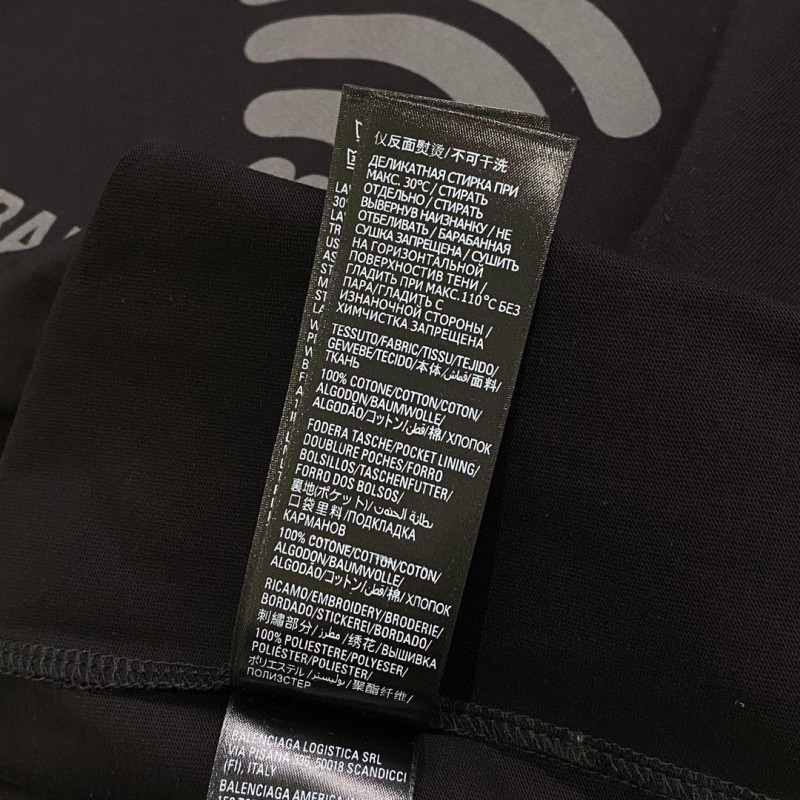 仅反面熨烫/不可干洗
ДЕЛИКАТНАЯ СТИРКА ПРИ
МАКС. 30°C / СТИРАТЬ
ОТДЕЛЬНО / СТИРАТЬ
ВЫВЕРНУВ НАИЗНАНКУ / НЕ
ОТБЕЛИВАТЬ / БАРАБАННАЯ
СУШКА ЗАПРЕЩЕНА / СУШИТЬ
НА ГОРИЗОНТАЛЬНОЙ
ПОВЕРХНОСТИВ ТЕНИ /
ГЛАДИТЬ ПРИ МАКС.110°C БЕЗ
ПАРА/ГЛАДИТЬ С
ИЗНАНОЧНОЙ СТОРОНЫ /
ХИМЧИСТКА ЗАПРЕЩЕНА
TESSUTO/FABRIC/TISSU/TEJIDO/
GEWEBE/TECIDO/本体/قماش/面料/
ТКАНЬ
100% COTONE/COTTON/COTON/
ALGODON/BAUMWOLLE/
ALGODÃO/コットン/قطن/棉/ХЛОПОК
FODERA TASCHE/POCKET LINING/
DOUBLURE POCHES/FORRO
BOLSILLOS/TASCHENFUTTER/
FORRO DOS BOLSOS/
裏地(ポケット)/بطانة الجيوب/
口袋里料/ПОДКЛАДКА
КАРМАНОВ
100% COTONE/COTTON/COTON/
ALGODON/BAUMWOLLE/
ALGODÃO/コットン/قطن/棉/ХЛОПОК
RICAMO/EMBROIDERY/BRODERIE/
BORDADO/STICKEREI/BORDADO/
刺繍部分/مطرز/绣花/ВЫШИВКА
100% POLIESTERE/POLYESER/
POLIÉSTER/POLIESTER/
ポリエステル/بوليستر/聚酯纤维/
ПОЛИЭСТЕР
BALENCIAGA LOGISTICA SRL
VIA PISANA 336, 50018 SCANDICCI
(FI), ITALY
BALENCIAGA AMERICA